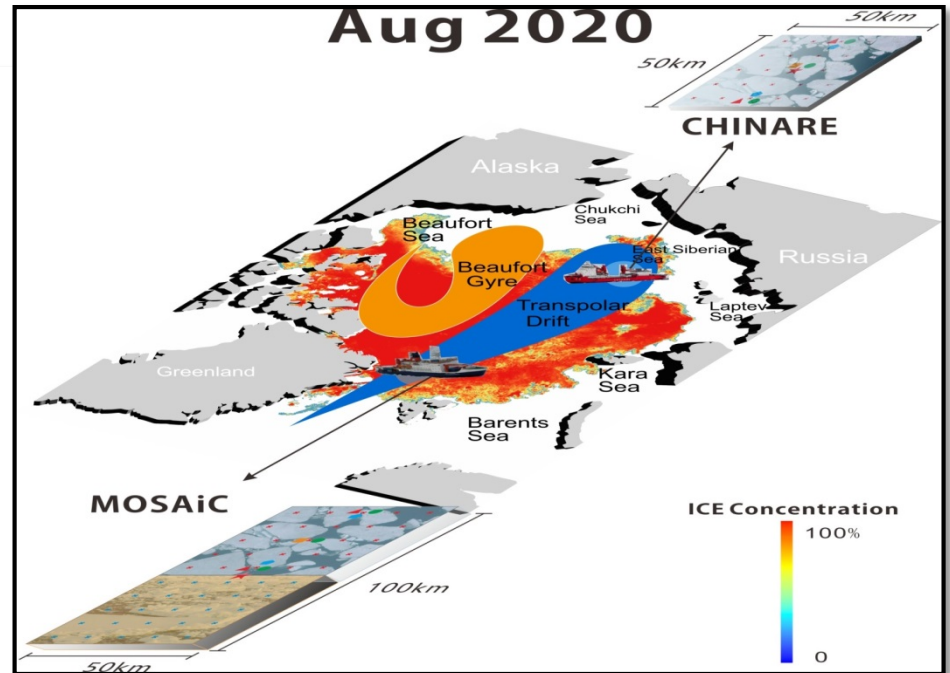 Aug 2020
50km
50km
CHINARE
Alaska
Chukchi
Sea
Beaufort
Sea
East Siberian
Sea
Russia
Beaufort
Gyre
Transpolar
Drift
Laptev
Sea
Greenland
Kara
Sea
Barents
Sea
MOSAiC
ICE Concentration
100%
0
100km
50km